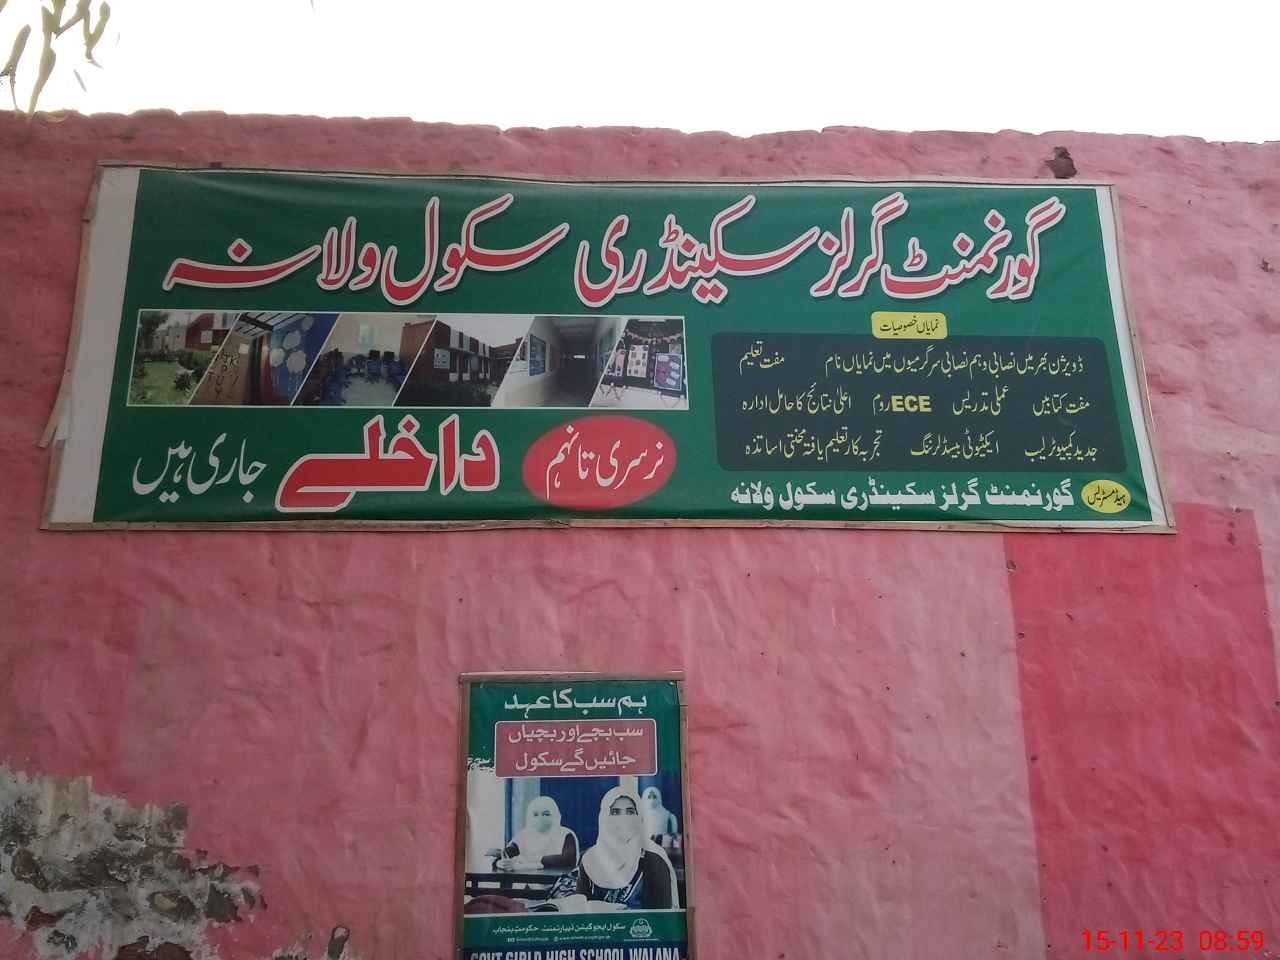 گورنمنٹ گرلز سکینڈری سکول ولانہ
نمایاں خصوصیات
ڈویژن بھر میں نصابی و ہم نصابی سرگرمیوں میں نمایاں نام مفت تعلیم
مفت کتابیں عملی تدریس ECE روم اعلیٰ نتائج کا حامل ادارہ
جدید کمپیوٹر لیب ایکٹیوٹی بیسڈ لرننگ تجربہ کار تعلیم یافتہ محنتی اساتذہ
نرسری تا نہم داخلے جاری ہیں
ہیڈ مسٹریس گورنمنٹ گرلز سکینڈری سکول ولانہ
ہم سب کا عہد
سب بچے اور بچیاں
جائیں گے سکول
سکول ایجوکیشن ڈیپارٹمنٹ حکومت پنجاب
GOVT GIRLD HIGH SCHOOL WALANA
15-11-23 08:59